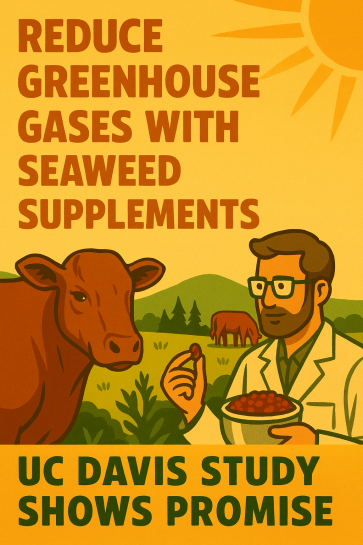 REDUCE
GREENHOUSE
GASES WITH
SEAWEED
SUPPLEMENTS
UC DAVIS STUDY
SHOWS PROMISE